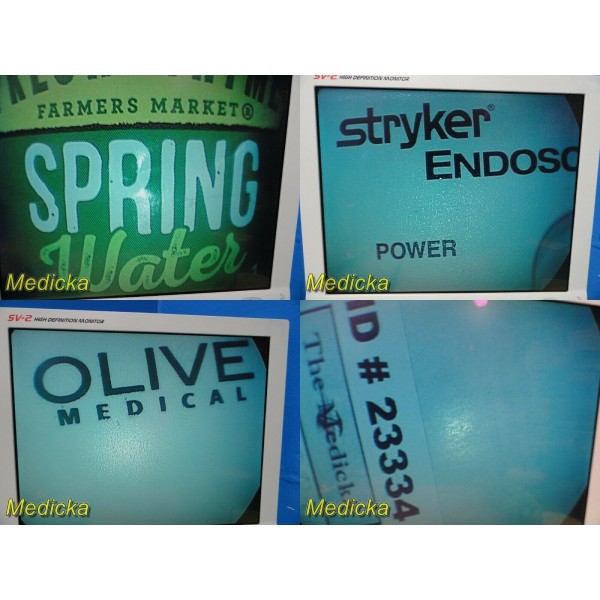 FARMERS MARKET®
SPRING
Water
Medicka
SV-2 HIGH DEFINITION MONITOR
stryker®
ENDOSC
POWER
Medicka
SV-2 HIGH DEFINITION MONITOR
OLIVE
MEDICAL
Medicka
The Medicka
MD # 23334
Medicka